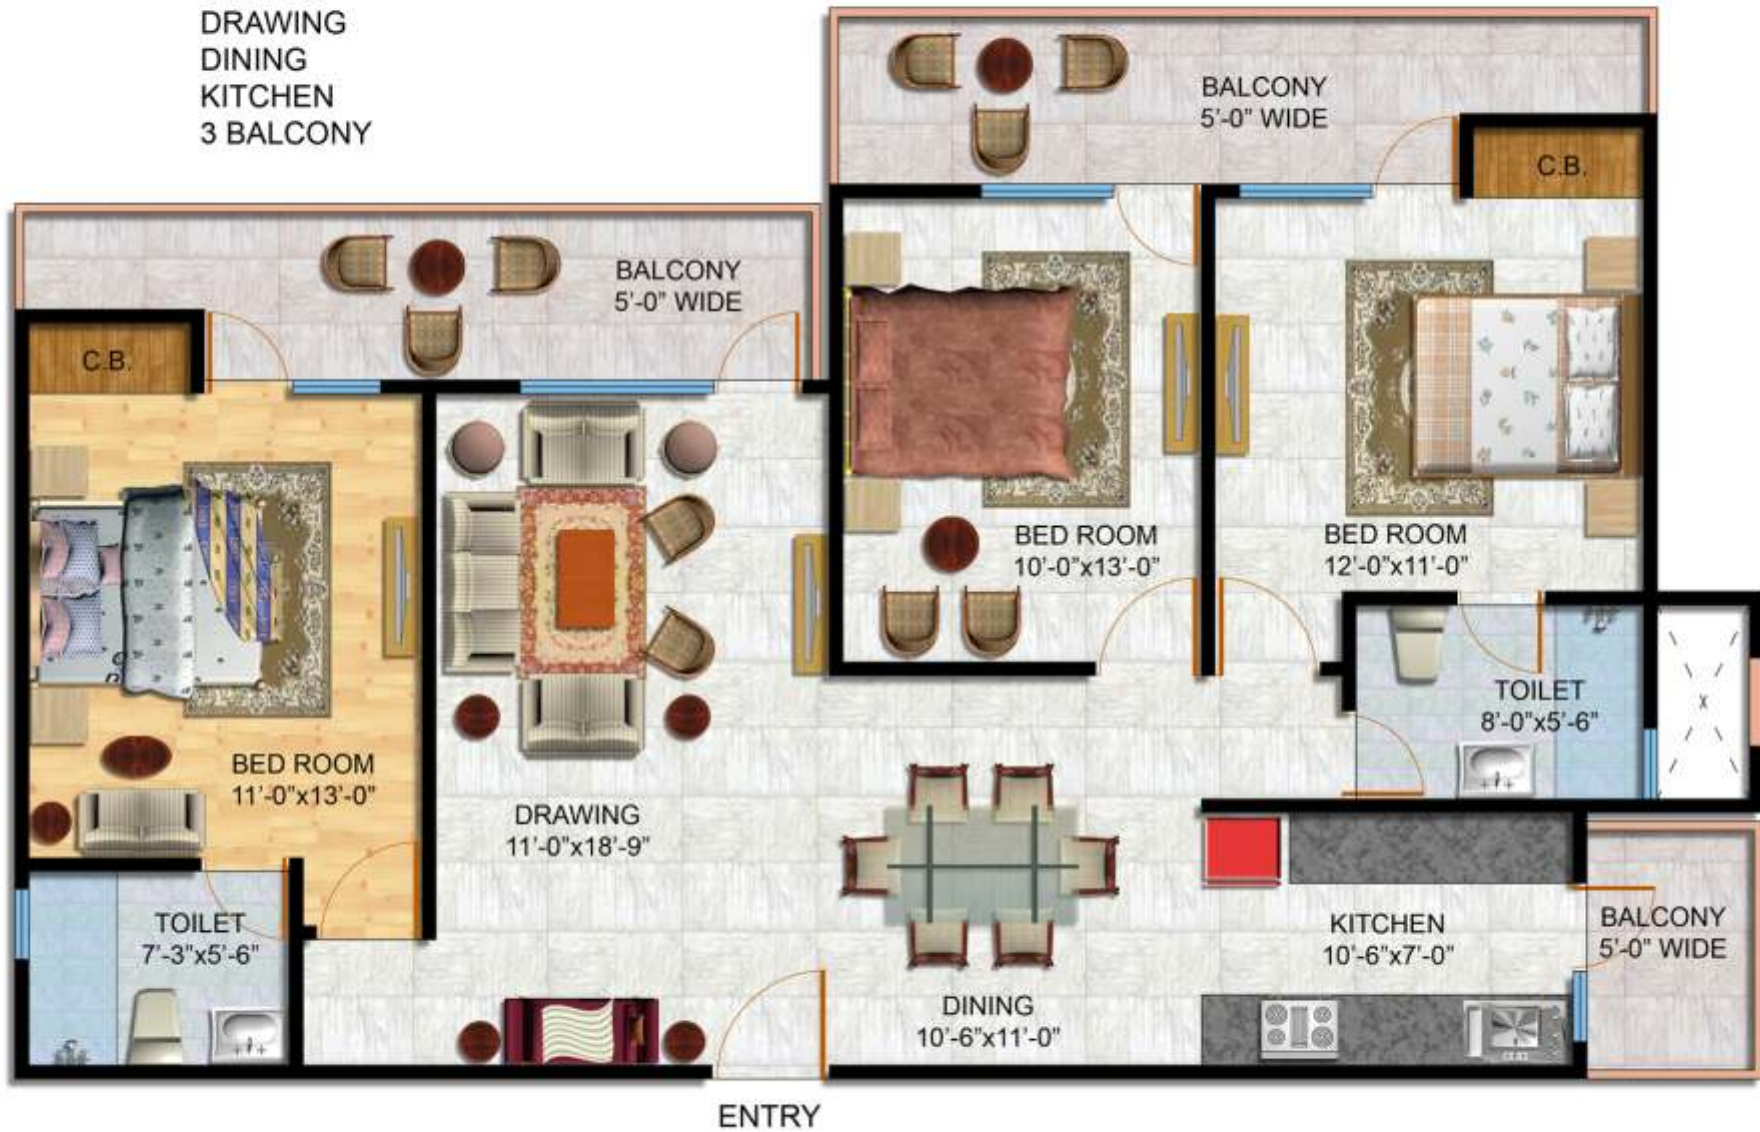 DRAWING
DINING
KITCHEN
3 BALCONY
BALCONY
5'-0" WIDE
C.B.
BALCONY
5'-0" WIDE
C.B.
BED ROOM
10'-0"x13'-0"
BED ROOM
12'-0"x11'-0"
TOILET
8'-0"x5'-6"
X
BED ROOM
11'-0"x13'-0"
DRAWING
11'-0"x18'-9"
TOILET
7'-3"x5'-6"
KITCHEN
10'-6"x7'-0"
BALCONY
5'-0" WIDE
DINING
10'-6"x11'-0"
ENTRY